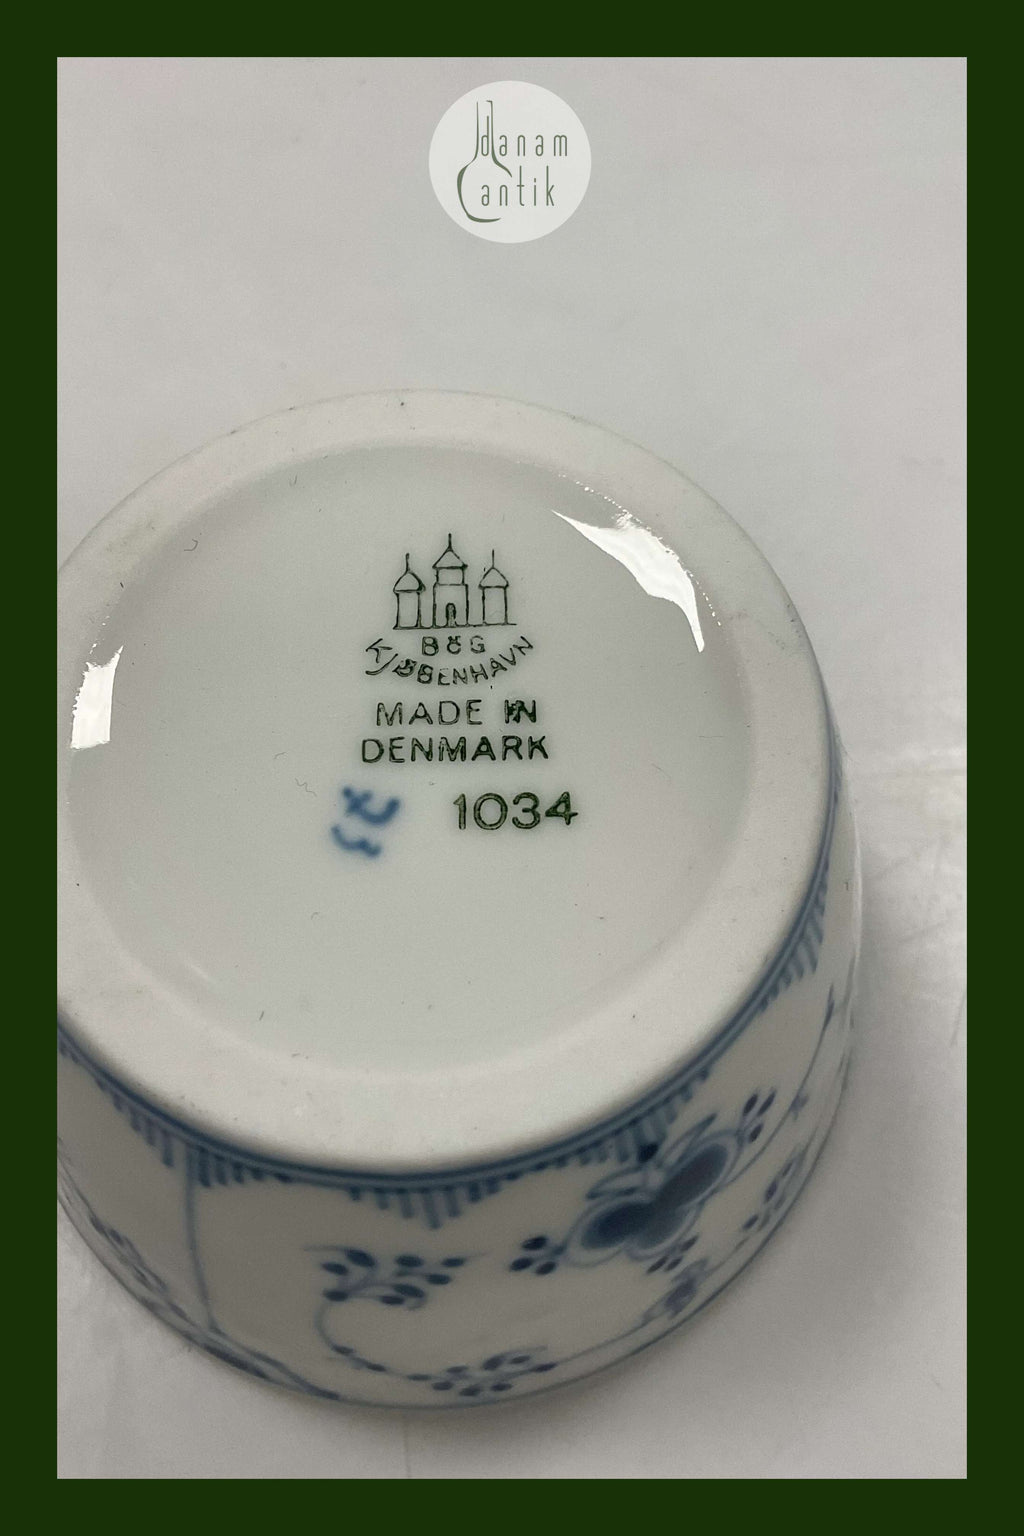 danam
antik
B&G
KJØBENHAVN
MADE IN
DENMARK
1034